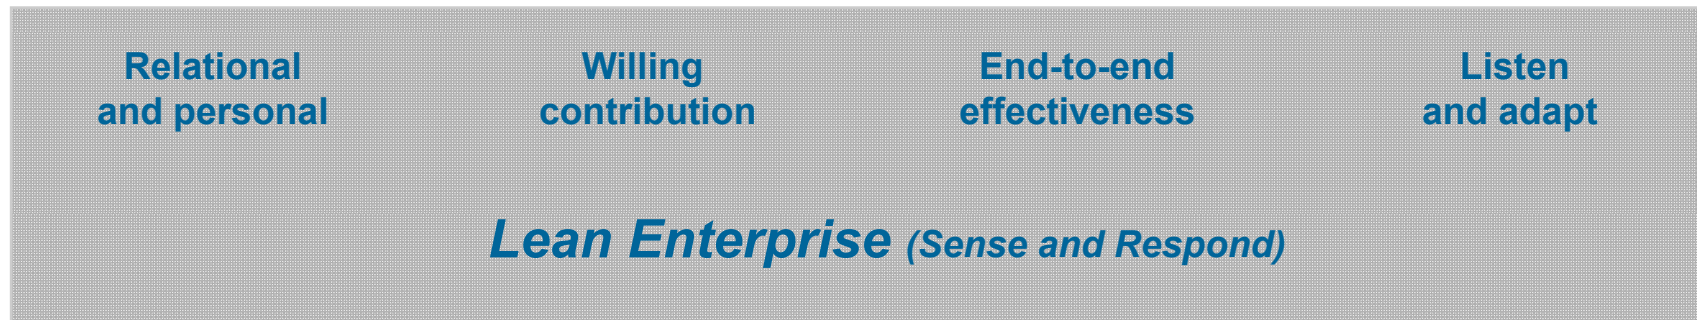 Relational
and personal
Willing
contribution
End-to-end
effectiveness
Listen
and adapt
Lean Enterprise (Sense and Respond)